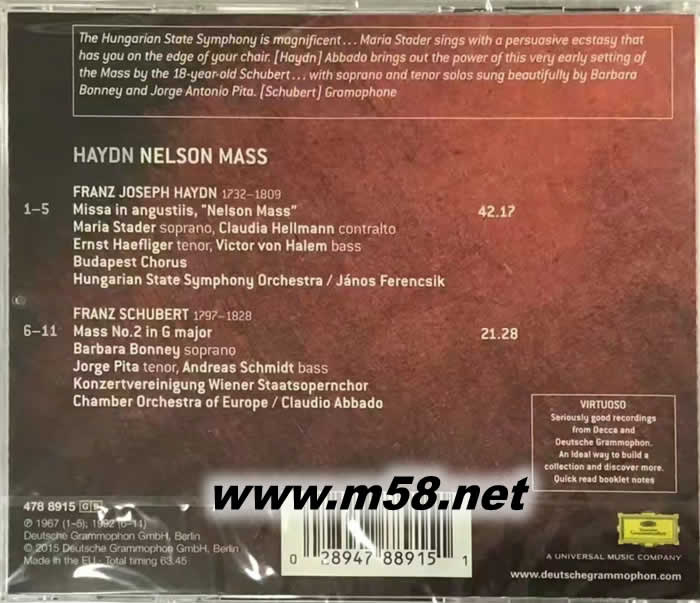 The Hungarian State Symphony is magnificent... Maria Stader sings with a persuasive ecstasy that
has you on the edge of your chair. [Haydn] Abbado brings out the power of this very early setting of
the Mass by the 18-year-old Schubert... with soprano and tenor solos sung beautifully by Barbara
Bonney and Jorge Antonio Pita. [Schubert] Gramophone
HAYDN NELSON MASS
FRANZ JOSEPH HAYDN 1732–1809
1–5 Missa in angustiis, "Nelson Mass" 42.17
Maria Stader soprano, Claudia Hellmann contralto
Ernst Haefliger tenor, Victor von Halem bass
Budapest Chorus
Hungarian State Symphony Orchestra / János Ferencsik
FRANZ SCHUBERT 1797–1828
6–11 Mass No.2 in G major 21.28
Barbara Bonney soprano
Jorge Pita tenor, Andreas Schmidt bass
Konzertvereinigung Wiener Staatsopernchor
Chamber Orchestra of Europe / Claudio Abbado
VIRTUOSO
Seriously good recordings
from Decca and
Deutsche Grammophon.
An ideal way to build a
collection and discover more.
Quick read booklet notes
www.m58.net
478 8915 GB
℗ 1967 (1–5); 1992 (6–11)
Deutsche Grammophon GmbH, Berlin
© 2015 Deutsche Grammophon GmbH, Berlin
Made in the EU • Total timing 63.45
0 28947 88915 1
Deutsche
Grammophon
A UNIVERSAL MUSIC COMPANY
www.deutschegrammophon.com